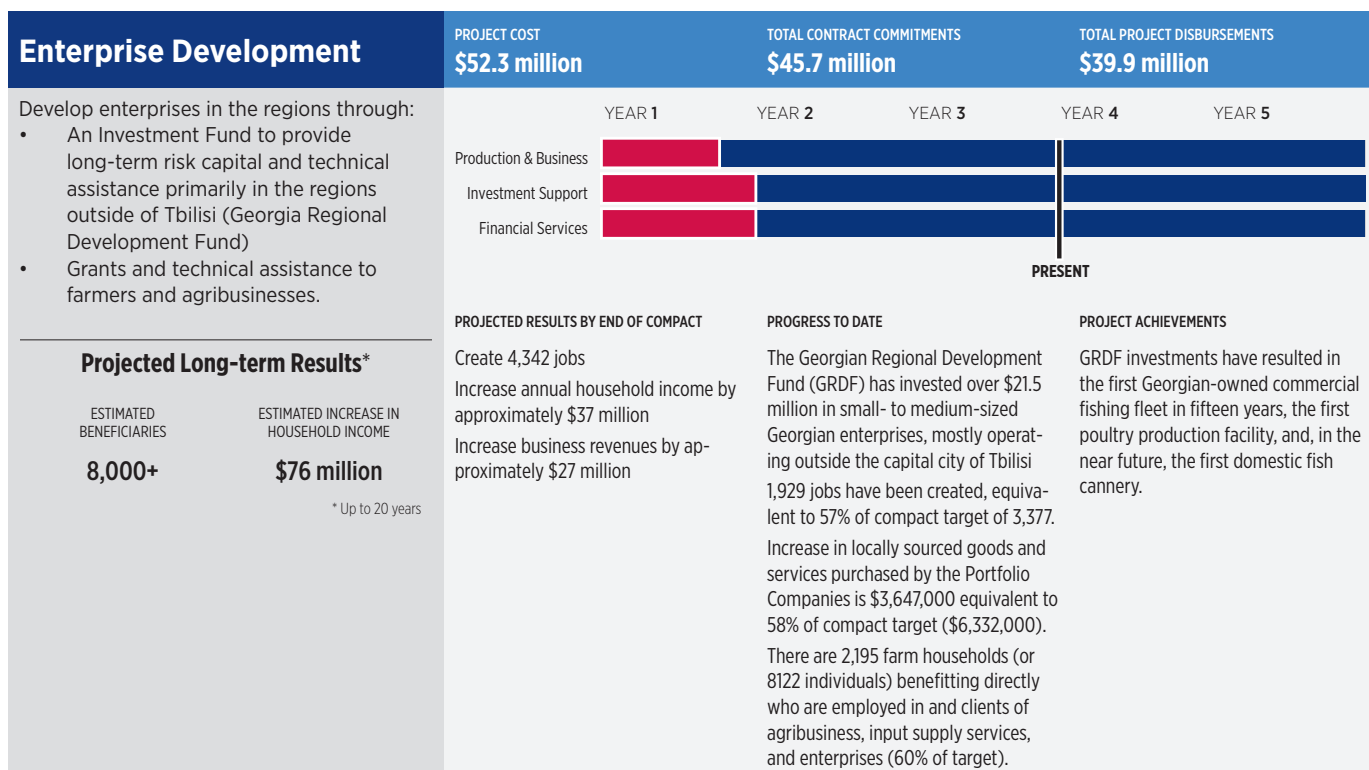 Enterprise Development
PROJECT COST
$52.3 million
TOTAL CONTRACT COMMITMENTS
$45.7 million
TOTAL PROJECT DISBURSEMENTS
$39.9 million
Develop enterprises in the regions through:
• An Investment Fund to provide
long-term risk capital and technical
assistance primarily in the regions
outside of Tbilisi (Georgia Regional
Development Fund)
• Grants and technical assistance to
farmers and agribusinesses.
Projected Long-term Results*
ESTIMATED
BENEFICIARIES
8,000+
ESTIMATED INCREASE IN
HOUSEHOLD INCOME
$76 million
* Up to 20 years
YEAR 1
YEAR 2
YEAR 3
YEAR 4
YEAR 5
Production & Business
Investment Support
Financial Services
PRESENT
PROJECTED RESULTS BY END OF COMPACT
Create 4,342 jobs
Increase annual household income by
approximately $37 million
Increase business revenues by ap-
proximately $27 million
PROGRESS TO DATE
The Georgian Regional Development
Fund (GRDF) has invested over $21.5
million in small- to medium-sized
Georgian enterprises, mostly operat-
ing outside the capital city of Tbilisi
1,929 jobs have been created, equiva-
lent to 57% of compact target of 3,377.
Increase in locally sourced goods and
services purchased by the Portfolio
Companies is $3,647,000 equivalent to
58% of compact target ($6,332,000).
There are 2,195 farm households (or
8122 individuals) benefitting directly
who are employed in and clients of
agribusiness, input supply services,
and enterprises (60% of target).
PROJECT ACHIEVEMENTS
GRDF investments have resulted in
the first Georgian-owned commercial
fishing fleet in fifteen years, the first
poultry production facility, and, in the
near future, the first domestic fish
cannery.